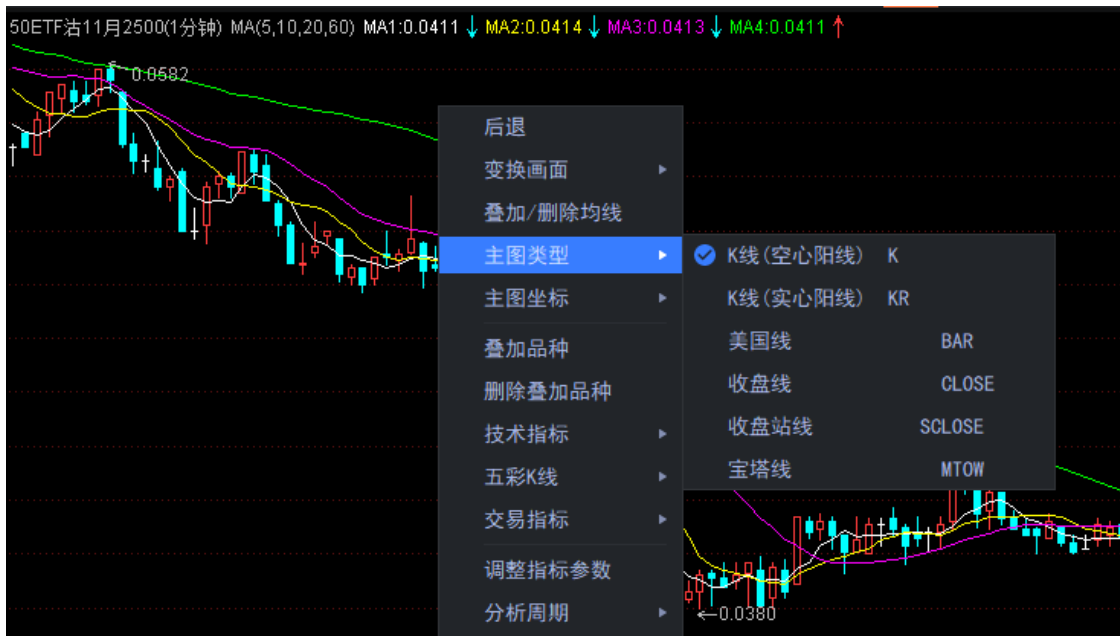 50ETF沽11月2500(1分钟) MA(5,10,20,60) MA1:0.0411↓ MA2:0.0414↓ MA3:0.0413↓ MA4:0.0411↑
0.0582
后退
变换画面
叠加/删除均线
主图类型
K线(空心阳线) K
主图坐标
K线(实心阳线) KR
美国线 BAR
叠加品种
收盘线 CLOSE
删除叠加品种
收盘站线 SCLOSE
技术指标
宝塔线 MTOW
五彩K线
交易指标
调整指标参数
分析周期
←0.0380